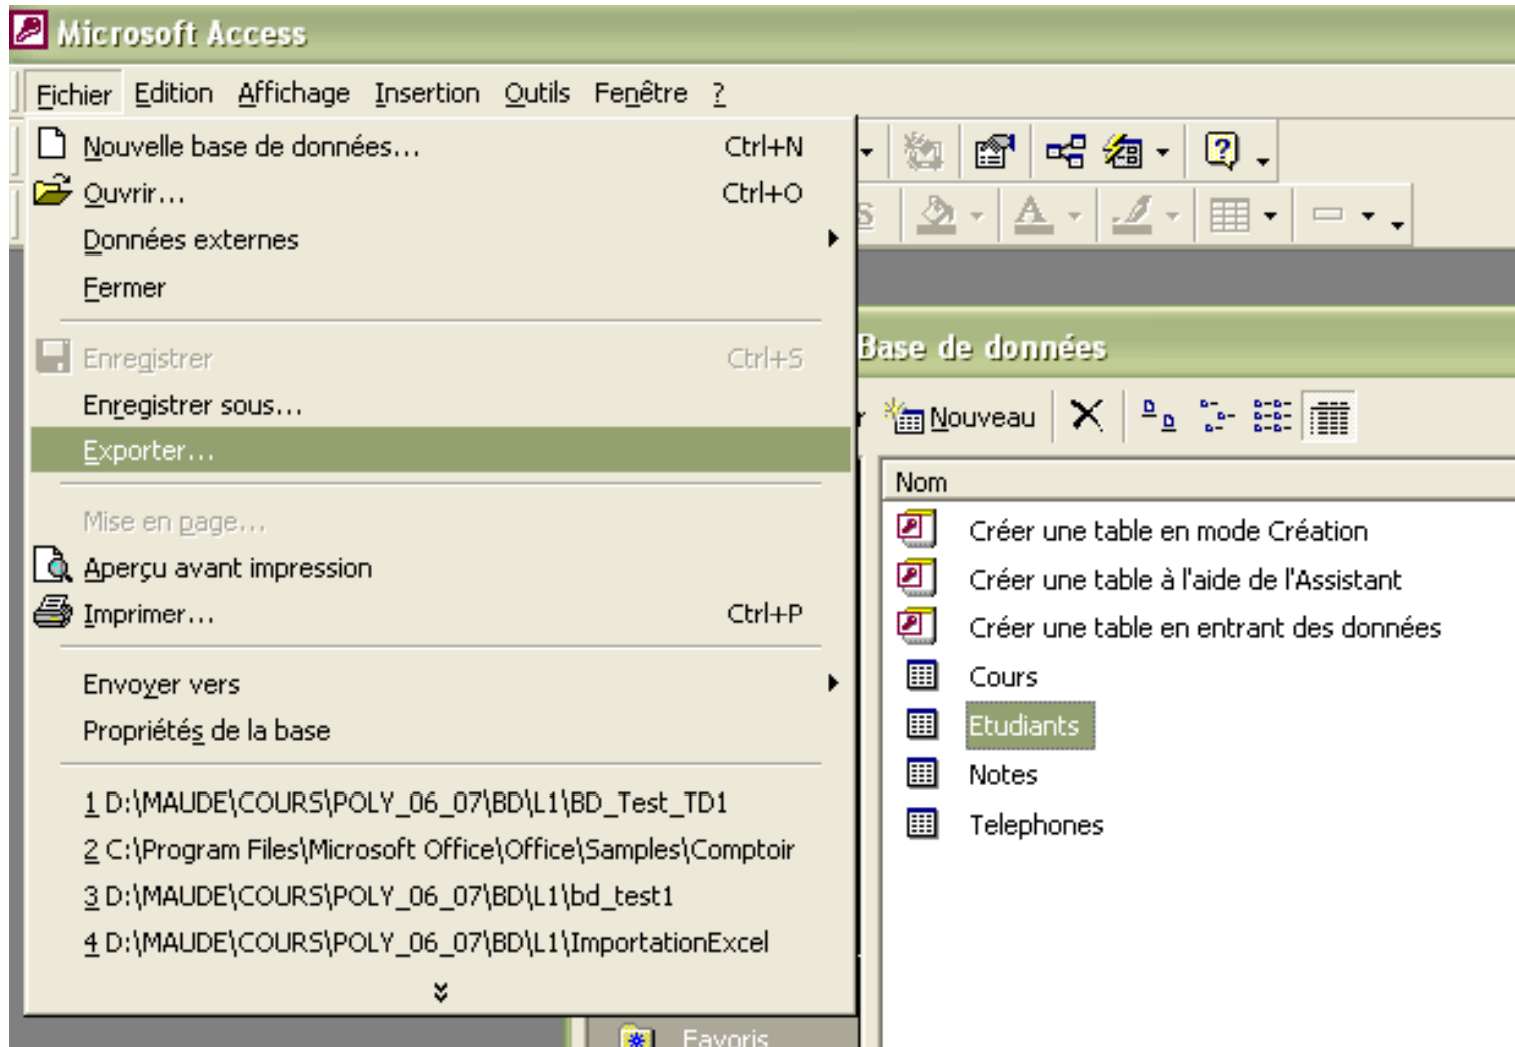 Microsoft Access
Fichier Edition Affichage Insertion Outils Fenêtre ?
Nouvelle base de données... Ctrl+N
Ouvrir... Ctrl+O
Données externes
Fermer
Enregistrer Ctrl+S
Enregistrer sous...
Exporter...
Mise en page...
Aperçu avant impression
Imprimer... Ctrl+P
Envoyer vers
Propriétés de la base
1 D:\MAUDE\COURS\POLY_06_07\BD\L1\BD_Test_TD1
2 C:\Program Files\Microsoft Office\Office\Samples\Comptoir
3 D:\MAUDE\COURS\POLY_06_07\BD\L1\bd_test1
4 D:\MAUDE\COURS\POLY_06_07\BD\L1\ImportationExcel
S
A
Base de données
r Nouveau
Nom
Créer une table en mode Création
Créer une table à l'aide de l'Assistant
Créer une table en entrant des données
Cours
Etudiants
Notes
Telephones
Favoris